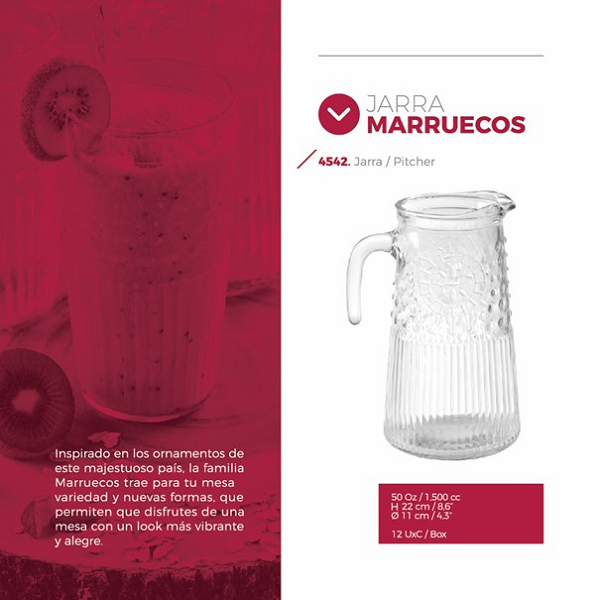 JARRA
MARRUECOS
4542. Jarra / Pitcher
50 Oz / 1,500 cc
H 22 cm / 8,6"
Ø 11 cm / 4,3"
12 UxC / Box
Inspirado en los ornamentos de
este majestuoso país, la familia
Marruecos trae para tu mesa
variedad y nuevas formas, que
permiten que disfrutes de una
mesa con un look más vibrante
y alegre.